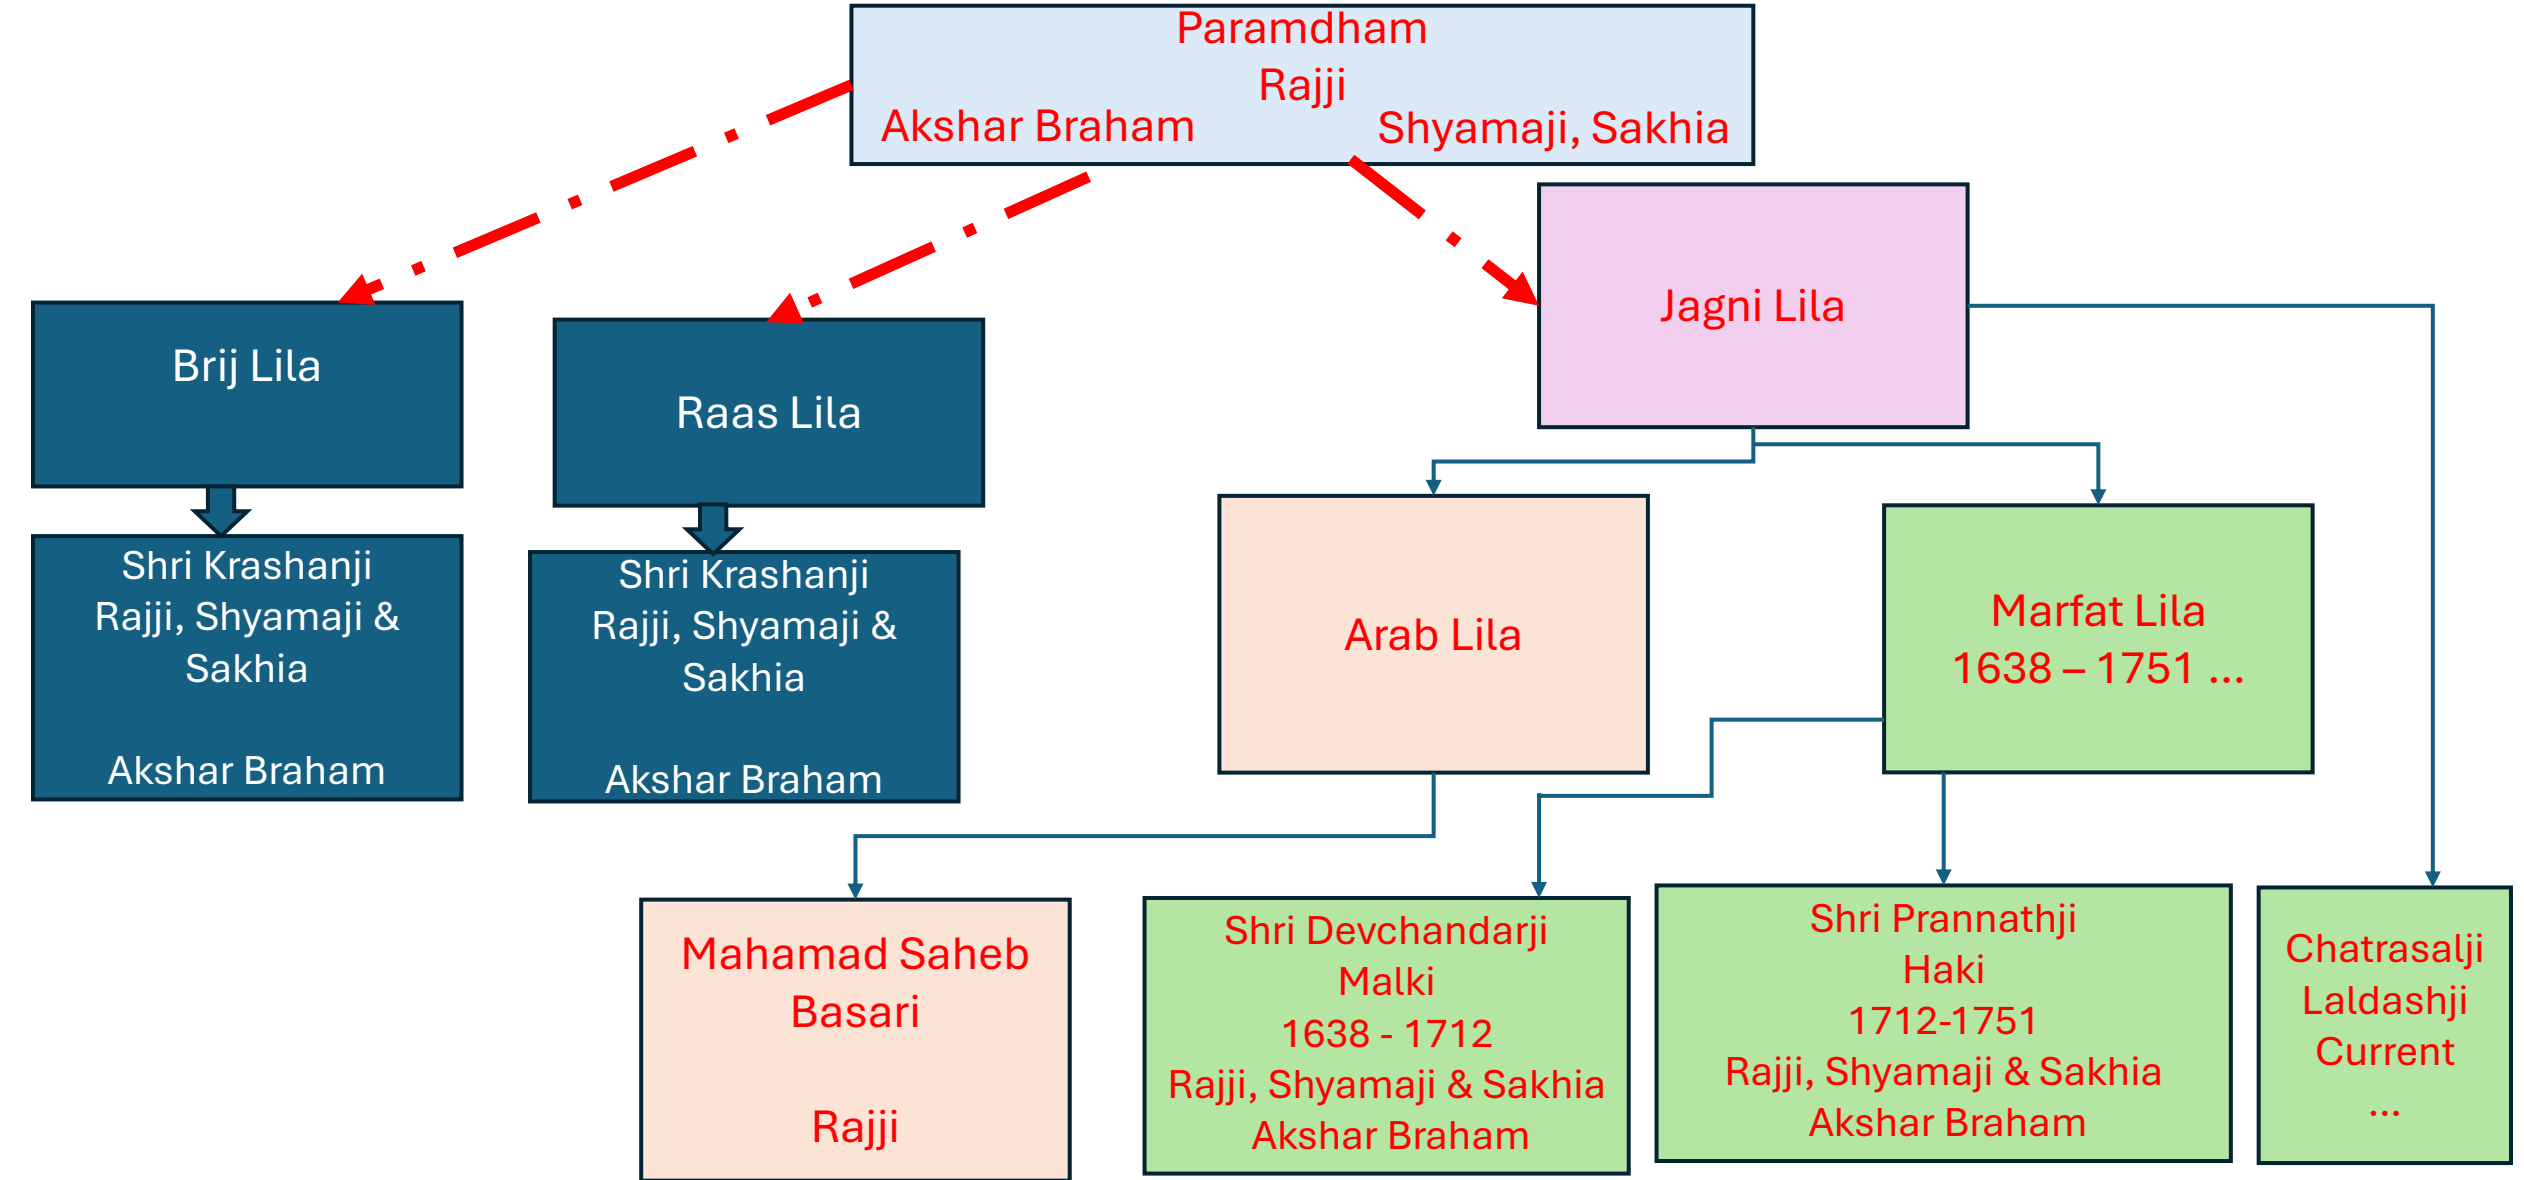 Paramdham
Rajji
Akshar Braham
Shyamaji, Sakhia
Brij Lila
Raas Lila
Jagni Lila
Shri Krashanji
Rajji, Shyamaji &
Sakhia
Akshar Braham
Shri Krashanji
Rajji, Shyamaji &
Sakhia
Akshar Braham
Arab Lila
Marfat Lila
1638 – 1751 ...
Mahamad Saheb
Basari
Rajji
Shri Devchandarji
Malki
1638 - 1712
Rajji, Shyamaji & Sakhia
Akshar Braham
Shri Prannathji
Haki
1712-1751
Rajji, Shyamaji & Sakhia
Akshar Braham
Chatrasalji
Laldashji
Current
...